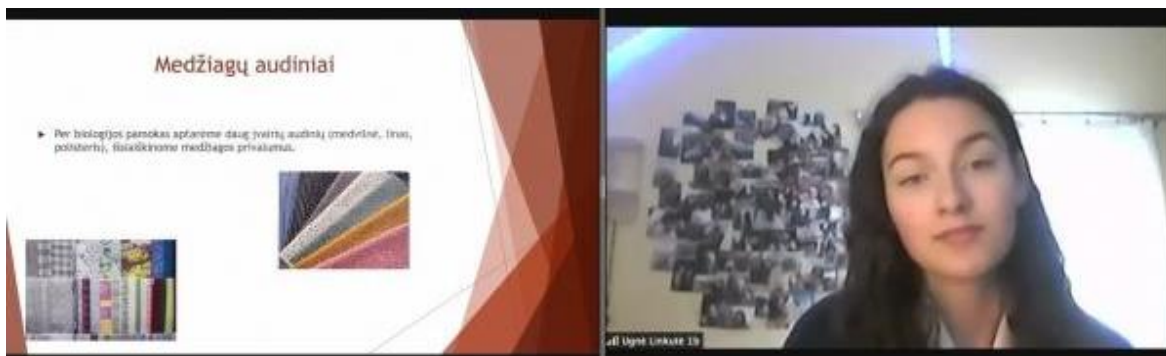 Medžiagų audiniai
Per biologijos pamokas aptarėme daug įvairių audinių (medvilnė, linas,
poliesteris), išsiaiškinome medžiagos privalumus.
Ugnė Linkutė 1b